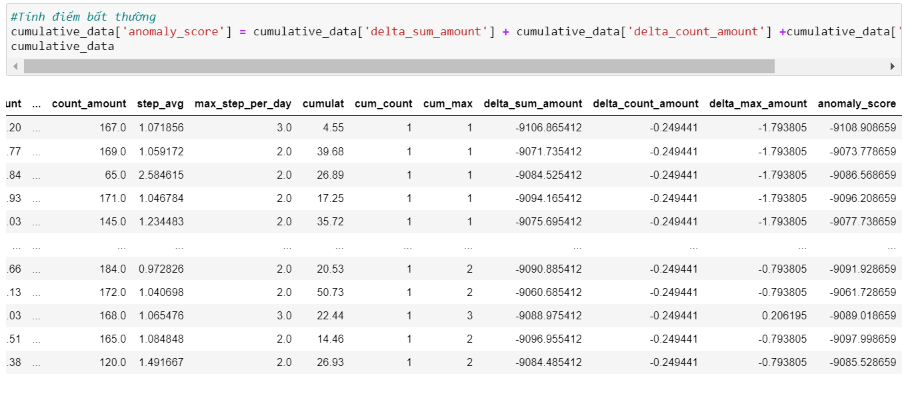 #Tính điểm bất thường
cumulative_data['anomaly_score'] = cumulative_data['delta_sum_amount'] + cumulative_data['delta_count_amount'] +cumulative_data['
cumulative_data
unt ... count_amount step_avg max_step_per_day cumulat cum_count cum_max delta_sum_amount delta_count_amount delta_max_amount anomaly_score
.20 ... 167.0 1.071856 3.0 4.55 1 1 -9106.865412 -0.249441 -1.793805 -9108.908659
.77 ... 169.0 1.059172 2.0 39.68 1 1 -9071.735412 -0.249441 -1.793805 -9073.778659
.84 ... 65.0 2.584615 2.0 26.89 1 1 -9084.525412 -0.249441 -1.793805 -9086.568659
.93 ... 171.0 1.046784 2.0 17.25 1 1 -9094.165412 -0.249441 -1.793805 -9096.208659
.03 ... 145.0 1.234483 2.0 35.72 1 1 -9075.695412 -0.249441 -1.793805 -9077.738659
... ... ... ... ... ... ... ... ... ... ... ...
.66 ... 184.0 0.972826 2.0 20.53 1 2 -9090.885412 -0.249441 -0.793805 -9091.928659
.13 ... 172.0 1.040698 2.0 50.73 1 2 -9060.685412 -0.249441 -0.793805 -9061.728659
.03 ... 168.0 1.065476 3.0 22.44 1 3 -9088.975412 -0.249441 0.206195 -9089.018659
.51 ... 165.0 1.084848 2.0 14.46 1 2 -9096.955412 -0.249441 -0.793805 -9097.998659
.38 ... 120.0 1.491667 2.0 26.93 1 2 -9084.485412 -0.249441 -0.793805 -9085.528659